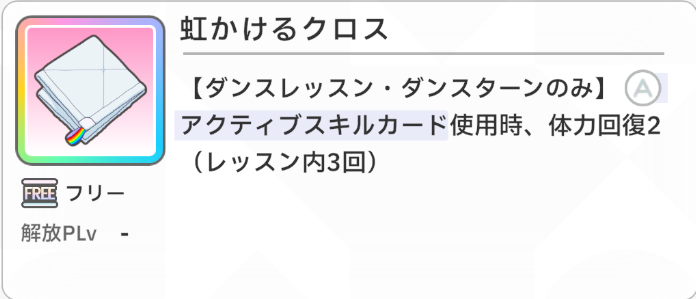 虹かけるクロス
【ダンスレッスン・ダンスターンのみ】Ⓐ
アクティブスキルカード使用時、体力回復2
（レッスン内3回）
FREE フリー
解放PLv -